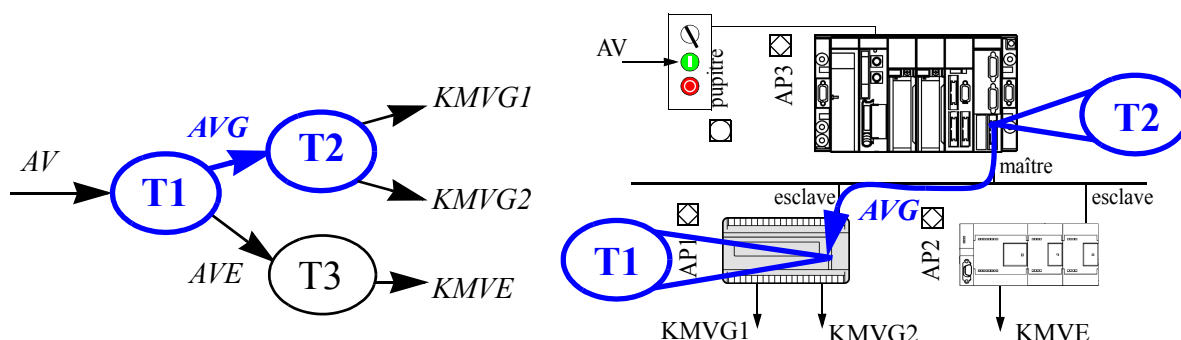 AV
T1
AVG
T2
KMVG1
KMVG2
AVE
T3
KMVE
AV
pupitre
AP3
T2
maître
esclave
esclave
AVG
T1
AP1
AP2
KMVG1
KMVG2
KMVE